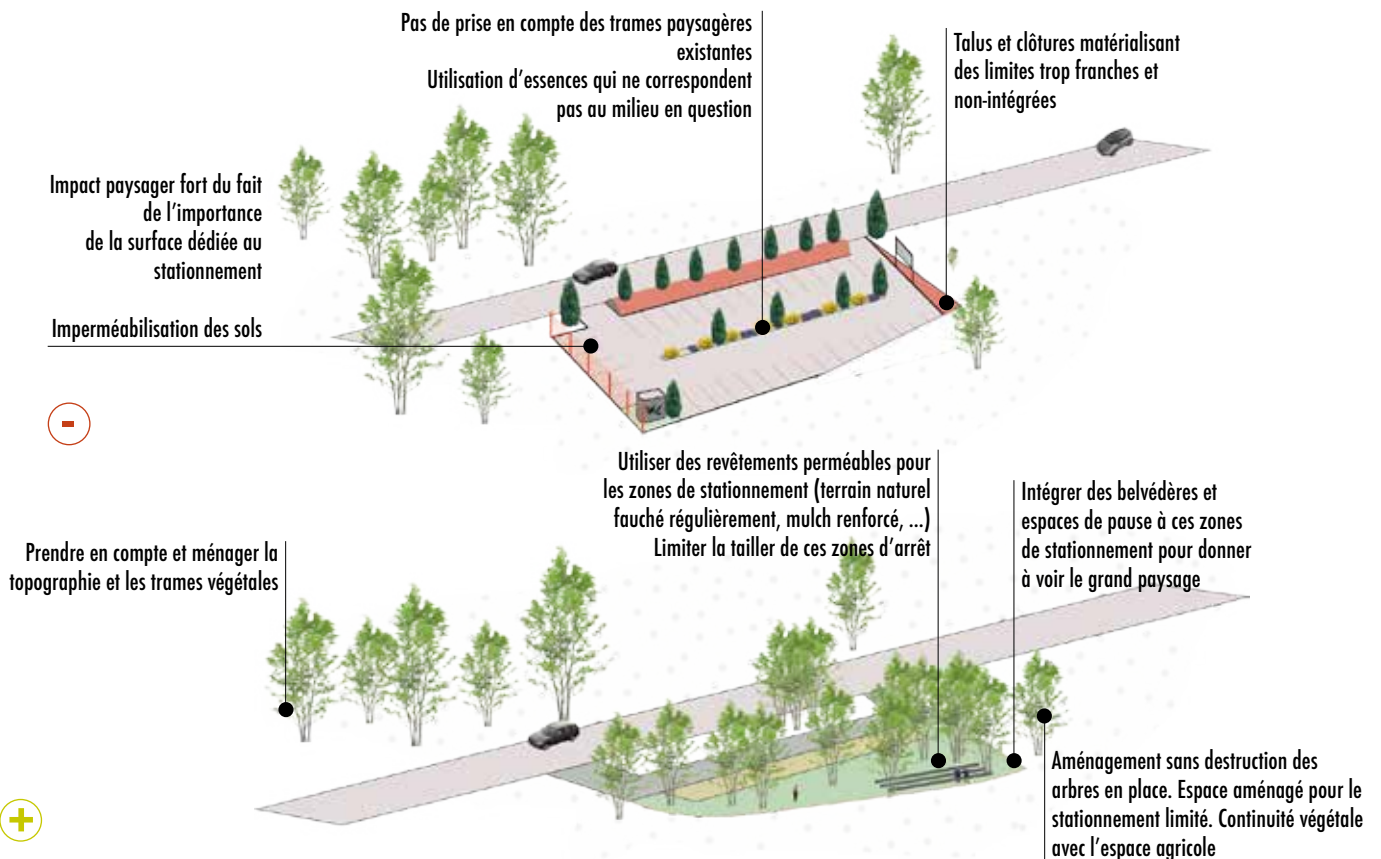 Pas de prise en compte des trames paysagères
existantes
Utilisation d'essences qui ne correspondent
pas au milieu en question
Talus et clôtures matérialisant
des limites trop franches et
non-intégrées
Impact paysager fort du fait
de l'importance
de la surface dédiée au
stationnement
Imperméabilisation des sols
-
Utiliser des revêtements perméables pour
les zones de stationnement (terrain naturel
fauché régulièrement, mulch renforcé, ...)
Limiter la tailler de ces zones d'arrêt
Intégrer des belvédères et
espaces de pause à ces zones
de stationnement pour donner
à voir le grand paysage
Prendre en compte et ménager la
topographie et les trames végétales
Aménagement sans destruction des
arbres en place. Espace aménagé pour le
stationnement limité. Continuité végétale
avec l'espace agricole
+